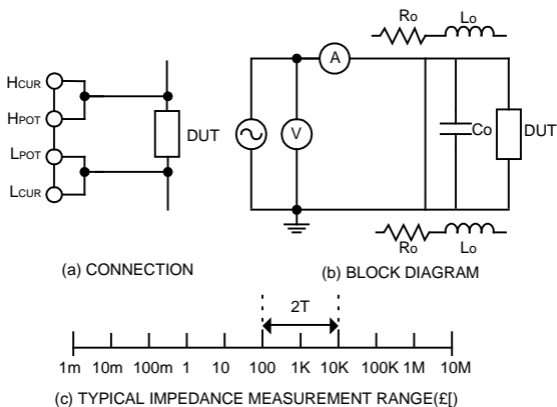 Ro Lo
HCUR
HPOT
LPOT
LCUR
DUT
A
V
Co
DUT
Ro Lo
(a) CONNECTION
(b) BLOCK DIAGRAM
2T
1m 10m 100m 1 10 100 1K 10K 100K 1M 10M
(c) TYPICAL IMPEDANCE MEASUREMENT RANGE(£[)